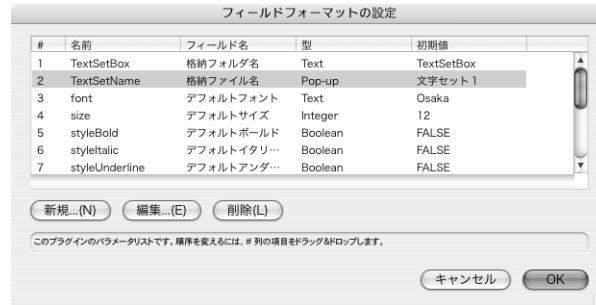 フィールドフォーマットの設定
# 名前 フィールド名 型 初期値
1 TextSetBox 格納フォルダ名 Text TextSetBox
2 TextSetName 格納ファイル名 Pop-up 文字セット1
3 font デフォルトフォント Text Osaka
4 size デフォルトサイズ Integer 12
5 styleBold デフォルトボールド Boolean FALSE
6 styleItalic デフォルトイタリ… Boolean FALSE
7 styleUnderline デフォルトアンダ… Boolean FALSE
新規...(N) 編集...(E) 削除(L)
このプラグインのパラメータリストです。順序を変えるには、# 列の項目をドラッグ&ドロップします。
キャンセル OK